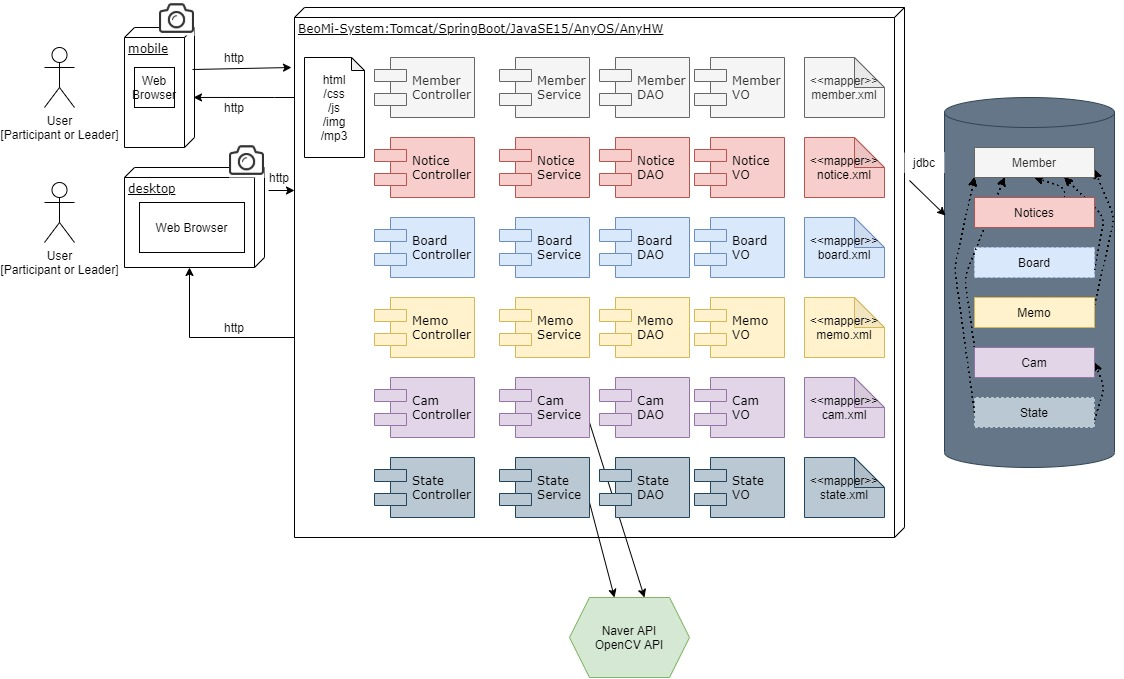 BeoMi-System:Tomcat/SpringBoot/JavaSE15/AnyOS/AnyHW
mobile
Web
Browser
User
[Participant or Leader]
http
http
desktop
Web Browser
User
[Participant or Leader]
http
http
html
/css
/js
/img
/mp3
Member
Controller
Member
Service
Member
DAO
Member
VO
<<mapper>>
member.xml
Notice
Controller
Notice
Service
Notice
DAO
Notice
VO
<<mapper>>
notice.xml
Board
Controller
Board
Service
Board
DAO
Board
VO
<<mapper>>
board.xml
Memo
Controller
Memo
Service
Memo
DAO
Memo
VO
<<mapper>>
memo.xml
Cam
Controller
Cam
Service
Cam
DAO
Cam
VO
<<mapper>>
cam.xml
State
Controller
State
Service
State
DAO
State
VO
<<mapper>>
state.xml
jdbc
Member
Notices
Board
Memo
Cam
State
Naver API
OpenCV API